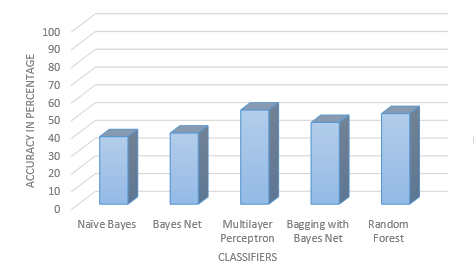 100
90
80
70
60
50
40
30
20
10
0
ACCURACY IN PERCENTAGE
Naïve Bayes
Bayes Net
Multilayer
Perceptron
Bagging with
Bayes Net
Random
Forest
CLASSIFIERS